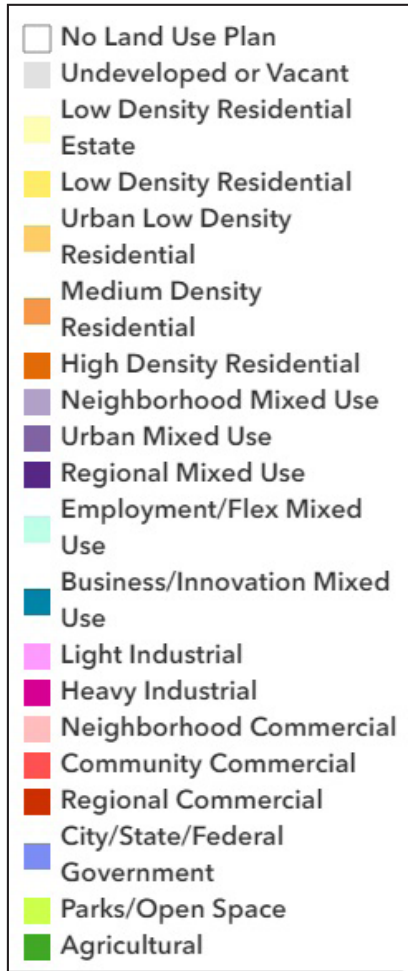 No Land Use Plan
Undeveloped or Vacant
Low Density Residential
Estate
Low Density Residential
Urban Low Density
Residential
Medium Density
Residential
High Density Residential
Neighborhood Mixed Use
Urban Mixed Use
Regional Mixed Use
Employment/Flex Mixed
Use
Business/Innovation Mixed
Use
Light Industrial
Heavy Industrial
Neighborhood Commercial
Community Commercial
Regional Commercial
City/State/Federal
Government
Parks/Open Space
Agricultural